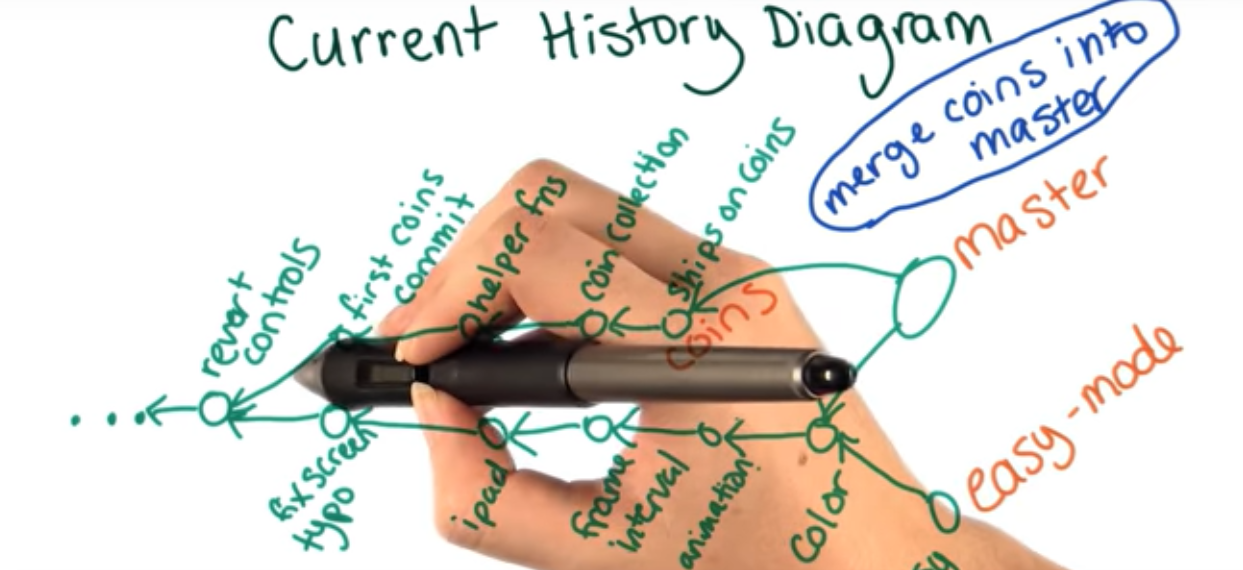 Current History Diagram
merge coins into
master
master
revert
controls
first coins
commit
helper fns
coin collection
ships on coins
coins
fix screen
typo
ipad
frame
interval
animation
color
easy-mode